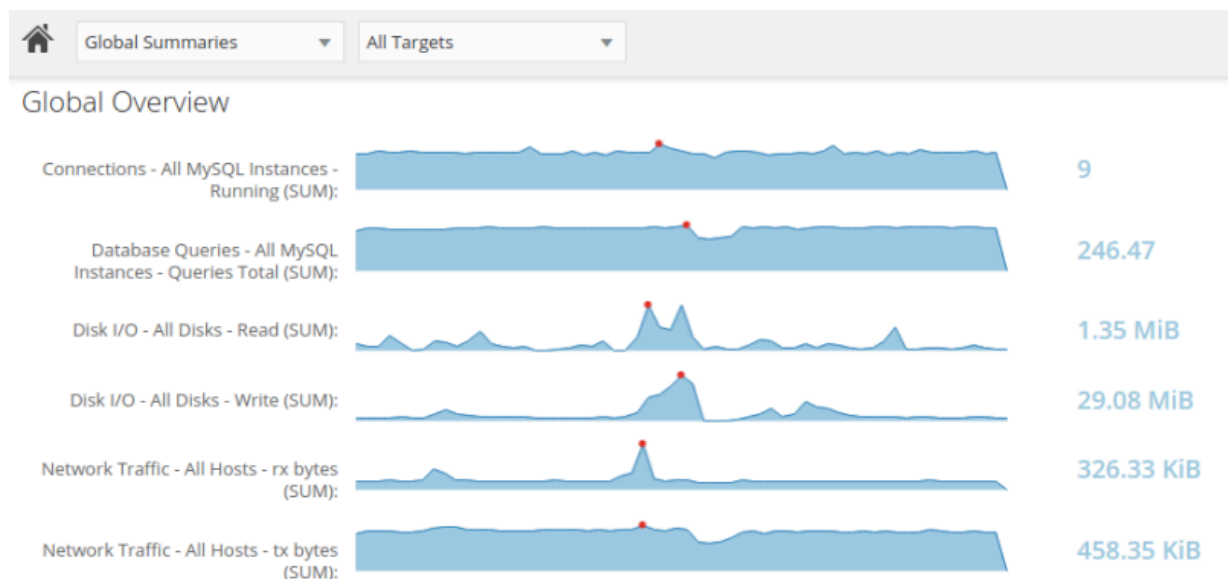 Global Summaries
All Targets
Global Overview
Connections - All MySQL Instances -
Running (SUM):
9
Database Queries - All MySQL
Instances - Queries Total (SUM):
246.47
Disk I/O - All Disks - Read (SUM):
1.35 MiB
Disk I/O - All Disks - Write (SUM):
29.08 MiB
Network Traffic - All Hosts - rx bytes
(SUM):
326.33 KiB
Network Traffic - All Hosts - tx bytes
(SUM):
458.35 KiB